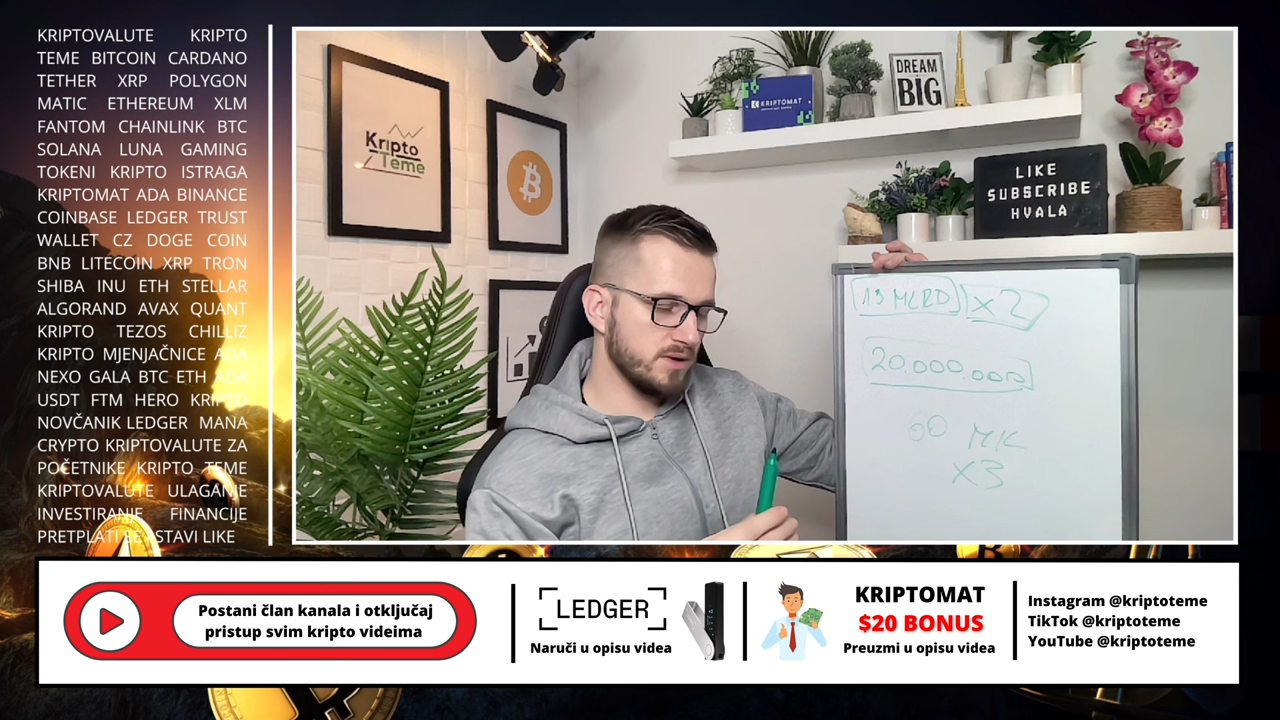 KRIPTOVALUTE KRIPTO
TEME BITCOIN CARDANO
TETHER XRP POLYGON
MATIC ETHEREUM XLM
FANTOM CHAINLINK BTC
SOLANA LUNA GAMING
TOKENI KRIPTO ISTRAGA
KRIPTOMAT ADA BINANCE
COINBASE LEDGER TRUST
WALLET CZ DOGE COIN
BNB LITECOIN XRP TRON
SHIBA INU ETH STELLAR
ALGORAND AVAX QUANT
KRIPTO TEZOS CHILLIZ
KRIPTO MJENJAČNICE ADA
NEXO GALA BTC ETH ADA
USDT FTM HERO KRIPTO
NOVČANIK LEDGER MANA
CRYPTO KRIPTOVALUTE ZA
POČETNIKE KRIPTO TEME
KRIPTOVALUTE ULAGANJE
INVESTIRANJE FINANCIJE
PRETPLATI SE OSTAVI LIKE
Kripto
Teme
KRIPTOMAT
DREAM
BIG
LIKE
SUBSCRIBE
HVALA
13 MLRD X2
20.000.000
60 MK
X3
Postani član kanala i otključaj
pristup svim kripto videima
LEDGER
Naruči u opisu videa
KRIPTOMAT
$20 BONUS
Preuzmi u opisu videa
Instagram @kriptoteme
TikTok @kriptoteme
YouTube @kriptoteme